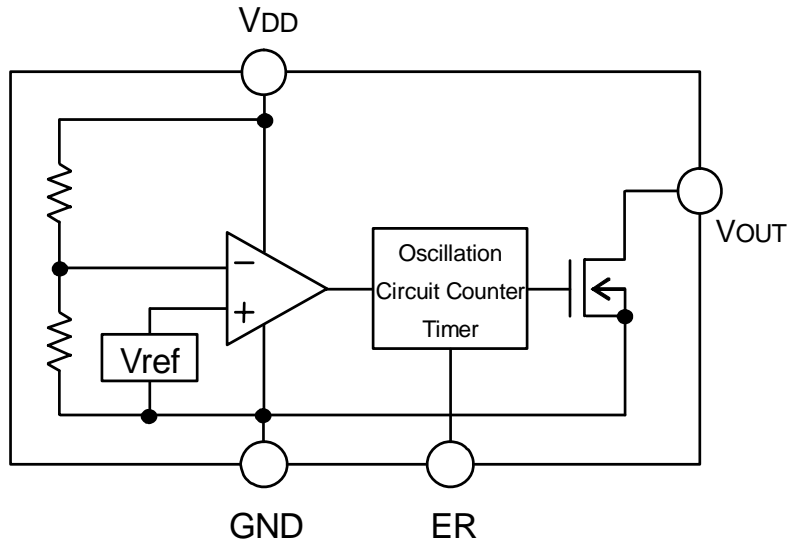 VDD
VOUT
−
+
Oscillation
Circuit Counter
Timer
Vref
GND
ER